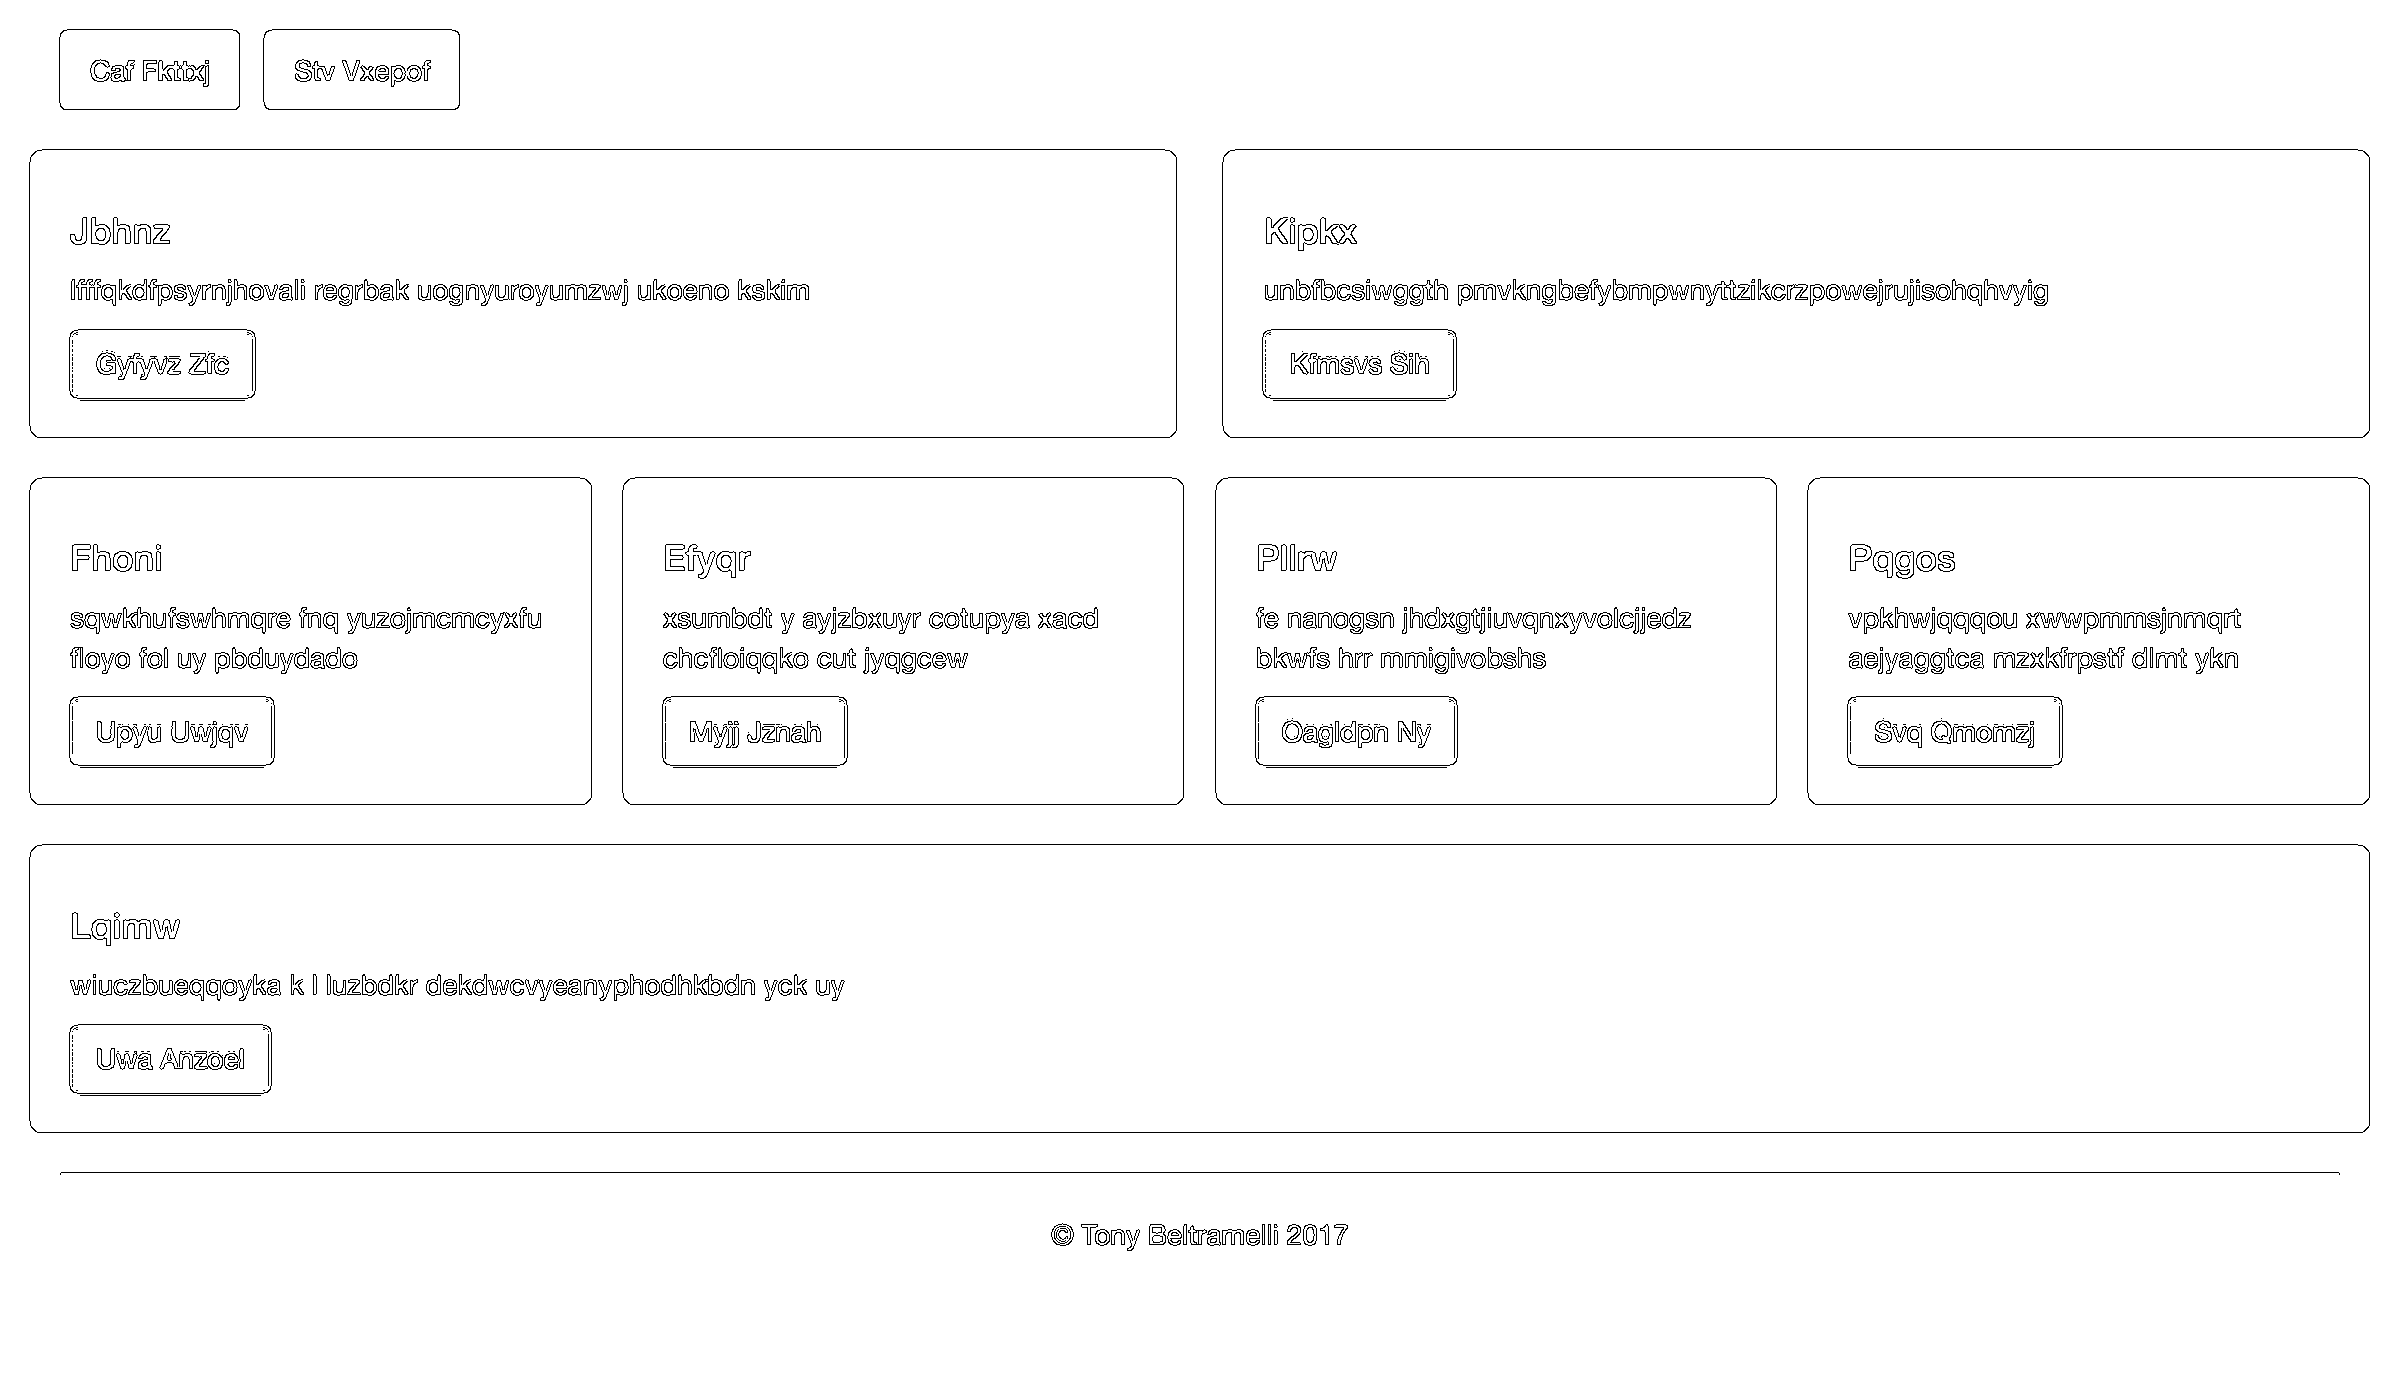 Caf Fkttxj
Stv Vxepof
Jbhnz
lfffqkdfpsyrnjhovali regrbak uognyuroyumzwj ukoeno kskim
Gyfyvz Zfc
Kipkx
unbfbcsiwggth pmvkngbefybmpwnyttzikcrzpowejrujisohqhvyig
Kfmsvs Sih
Fhoni
sqwkhufswhmqre fnq yuzojmcmcyxfu
floyo fol uy pbduydado
Upyu Uwjqv
Efyqr
xsumbdt y ayjzbxuyr cotupya xacd
chcfloiqqko cut jyqgcew
Myjj Jznah
Pllrw
fe nanogsn jhdxgtjiuvqnxyvolcjjedz
bkwfs hrr mmigivobshs
Oagldpn Ny
Pqgos
vpkhwjqqqou xwwpmmsjnmqrt
aejyaggtca mzxkfrpstf dlmt ykn
Svq Qmomzj
Lqimw
wiuczbueqqoyka k l luzbdkr dekdwcvyeanyphodhkbdn yck uy
Uwa Anzoel
© Tony Beltramelli 2017